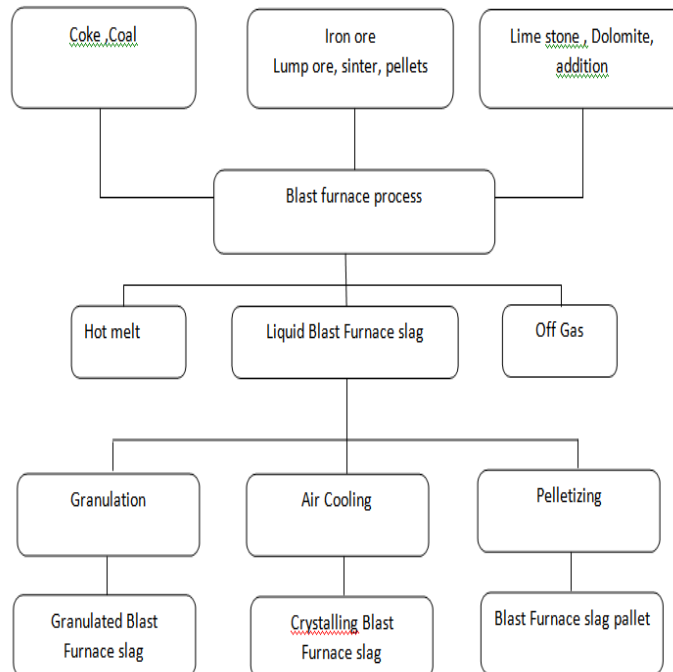 Coke ,Coal
Iron ore
Lump ore, sinter, pellets
Lime stone , Dolomite,
addition
Blast furnace process
Hot melt
Liquid Blast Furnace slag
Off Gas
Granulation
Air Cooling
Pelletizing
Granulated Blast
Furnace slag
Crystalling Blast
Furnace slag
Blast Furnace slag pallet